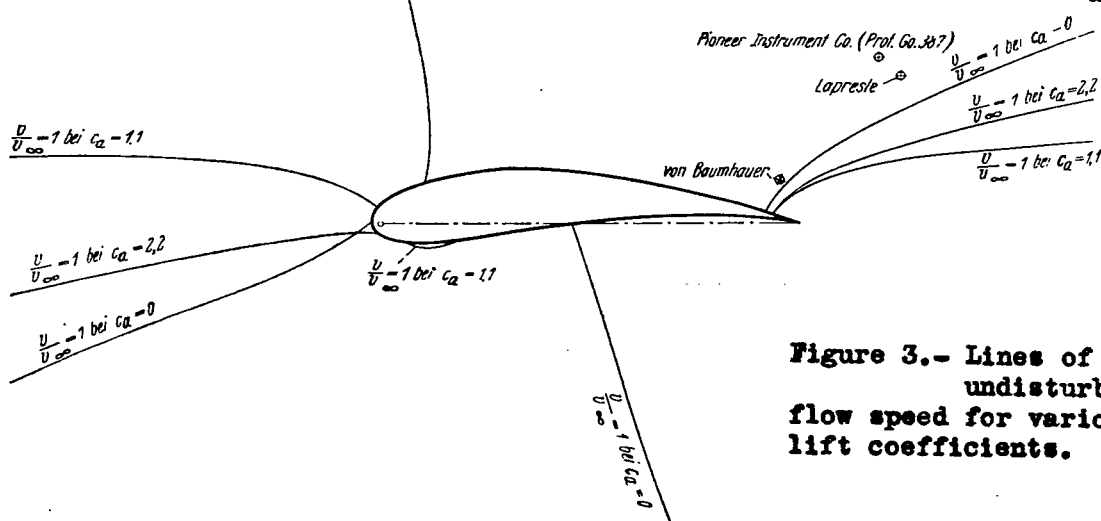 Pioneer Instrument Co. (Prof. Gö. 387)
Lapresle
v/v∞ = 1 bei ca = 0
v/v∞ = 1 bei ca = 2,2
v/v∞ = 1 bei ca = 1,1
von Baumhauer
v/v∞ = 1 bei ca = 1,1
v/v∞ = 1 bei ca = 2,2
v/v∞ = 1 bei ca = 0
v/v∞ = 1 bei ca = 1,1
v/v∞ = 1 bei ca = 0
Figure 3.- Lines of
undisturb
flow speed for vario
lift coefficients.